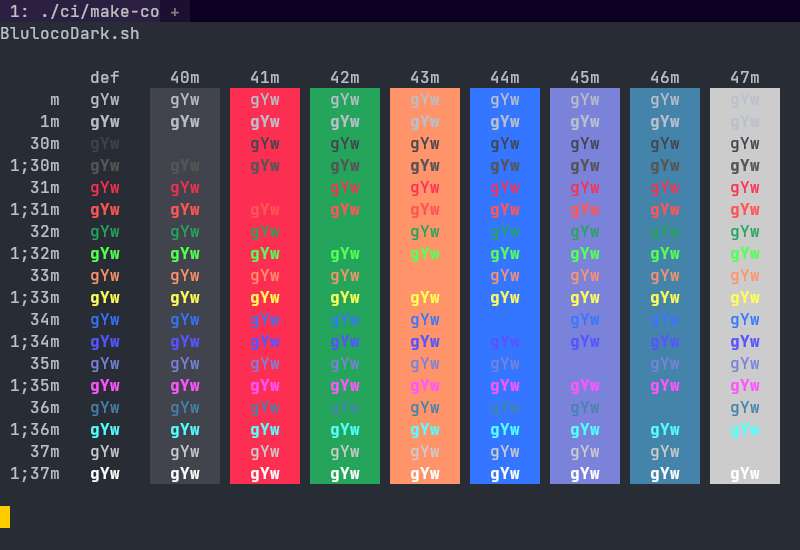 1: ./ci/make-co +
BlulocoDark.sh
def 40m 41m 42m 43m 44m 45m 46m 47m
m gYw gYw gYw gYw gYw gYw gYw gYw gYw
1m gYw gYw gYw gYw gYw gYw gYw gYw gYw
30m gYw gYw gYw gYw gYw gYw gYw gYw
1;30m gYw gYw gYw gYw gYw gYw gYw gYw gYw
31m gYw gYw gYw gYw gYw gYw gYw gYw
1;31m gYw gYw gYw gYw gYw gYw gYw gYw gYw
32m gYw gYw gYw gYw gYw gYw gYw gYw
1;32m gYw gYw gYw gYw gYw gYw gYw gYw gYw
33m gYw gYw gYw gYw gYw gYw gYw gYw
1;33m gYw gYw gYw gYw gYw gYw gYw gYw gYw
34m gYw gYw gYw gYw gYw gYw gYw gYw
1;34m gYw gYw gYw gYw gYw gYw gYw gYw gYw
35m gYw gYw gYw gYw gYw gYw gYw gYw
1;35m gYw gYw gYw gYw gYw gYw gYw gYw gYw
36m gYw gYw gYw gYw gYw gYw gYw gYw
1;36m gYw gYw gYw gYw gYw gYw gYw gYw gYw
37m gYw gYw gYw gYw gYw gYw gYw gYw
1;37m gYw gYw gYw gYw gYw gYw gYw gYw gYw